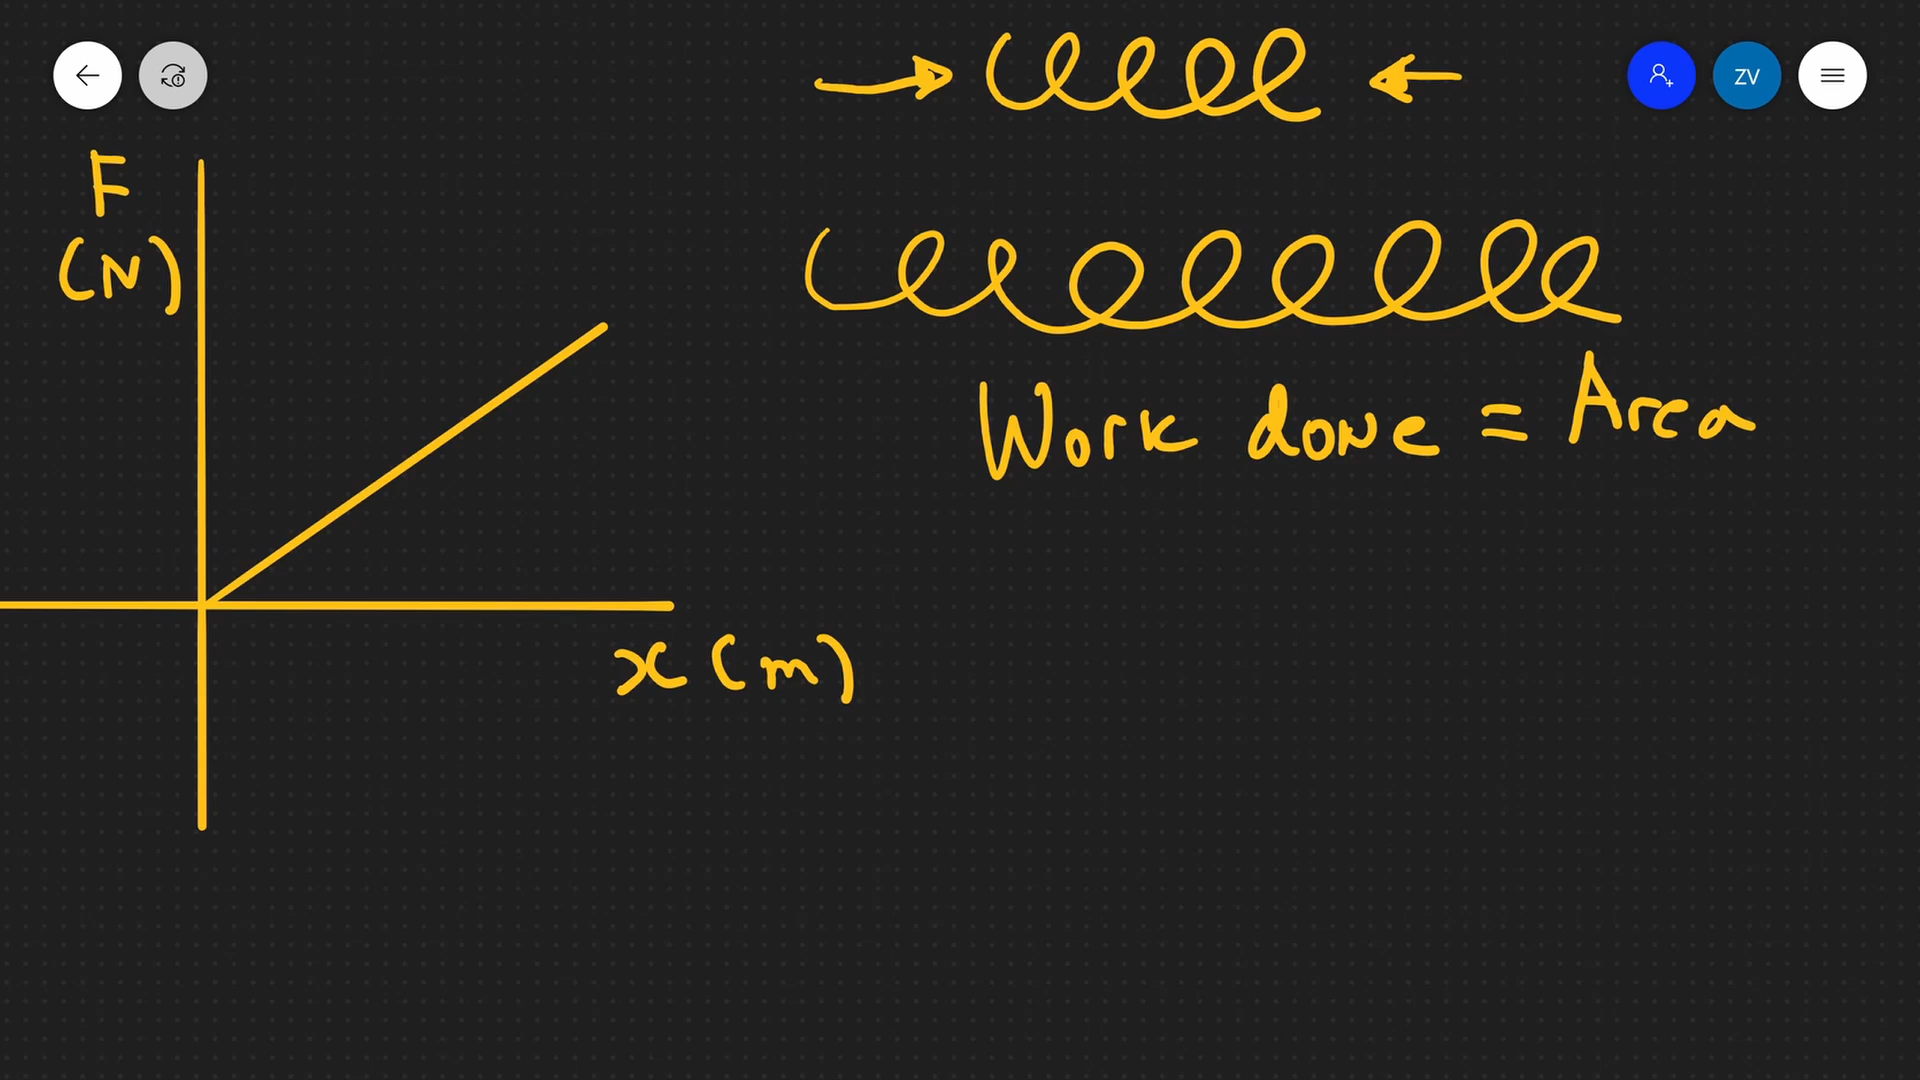 ZV
F
(N)
Work done = Area
x (m)